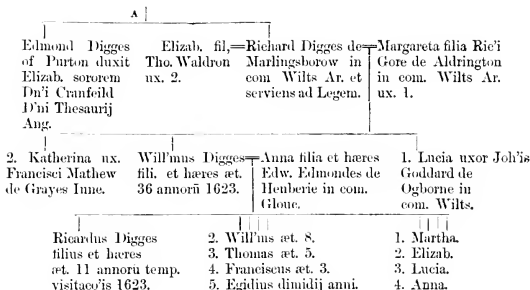 A
Edmond Digges
of Purton duxit
Elizab. sororem
Dn'i Cranfeild
D'ni Thesaurij
Ang.
Elizab. fil.
Tho. Waldron
ux. 2.
Richard Digges de
Marlingsborow in
com Wilts Ar. et
serviens ad Legem.
Margareta filia Ric'i
Gore de Aldrington
in com. Wilts Ar.
ux. 1.
2. Katherina ux.
Francisci Mathew
de Grayes Inne.
Will'mus Digges
fili. et hæres æt.
36 annorū 1623.
Anna filia et hæres
Edw. Edmondes de
Henberie in com.
Glouc.
1. Lucia uxor Joh'is
Goddard de
Ogborne in
com. Wilts.
Ricardus Digges
filius et hæres
æt. 11 annorū temp.
visitaco'is 1623.
2. Will'mus æt. 8.
3. Thomas æt. 5.
4. Franciscus æt. 3.
5. Egidius dimidij anni.
1. Martha.
2. Elizab.
3. Lucia.
4. Anna.